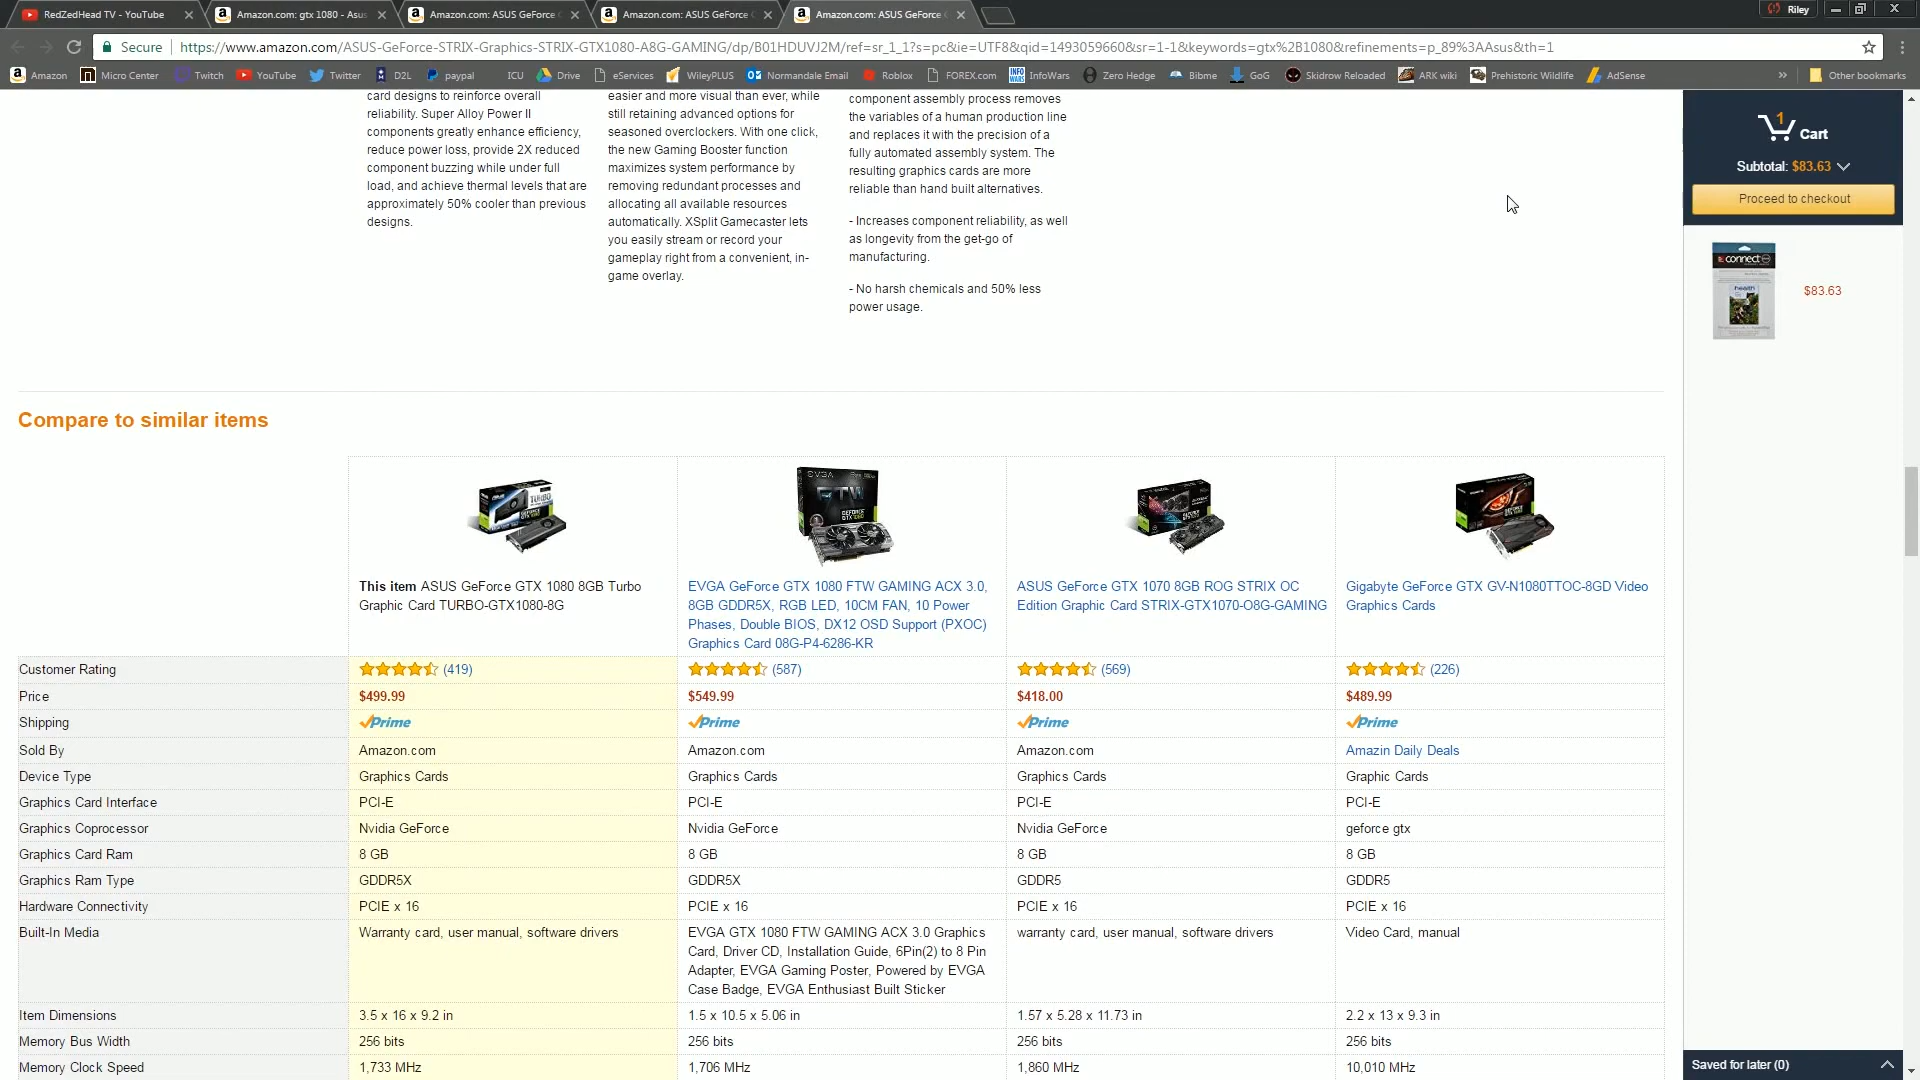 RedZedHead TV - YouTube
Amazon.com: gtx 1080 - Asus
Amazon.com: ASUS GeForce
Amazon.com: ASUS GeForce
Amazon.com: ASUS GeForce
Riley
Secure
https://www.amazon.com/ASUS-GeForce-STRIX-Graphics-STRIX-GTX1080-A8G-GAMING/dp/B01HDUVJ2M/ref=sr_1_1?s=pc&ie=UTF8&qid=1493059660&sr=1-1&keywords=gtx%2B1080&refinements=p_89%3AAsus&th=1
Amazon
Micro Center
Twitch
YouTube
Twitter
D2L
paypal
ICU
Drive
eServices
WileyPLUS
Normandale Email
Roblox
FOREX.com
InfoWars
Zero Hedge
Bibme
GoG
Skidrow Reloaded
ARK wiki
Prehistoric Wildlife
AdSense
»
Other bookmarks
card designs to reinforce overall
reliability. Super Alloy Power II
components greatly enhance efficiency,
reduce power loss, provide 2X reduced
component buzzing while under full
load, and achieve thermal levels that are
approximately 50% cooler than previous
designs.
easier and more visual than ever, while
still retaining advanced options for
seasoned overclockers. With one click,
the new Gaming Booster function
maximizes system performance by
removing redundant processes and
allocating all available resources
automatically. XSplit Gamecaster lets
you easily stream or record your
gameplay right from a convenient, in-
game overlay.
component assembly process removes
the variables of a human production line
and replaces it with the precision of a
fully automated assembly system. The
resulting graphics cards are more
reliable than hand built alternatives.
- Increases component reliability, as well
as longevity from the get-go of
manufacturing.
- No harsh chemicals and 50% less
power usage.
1
Cart
Subtotal: $83.63
Proceed to checkout
connect
health
$83.63
Compare to similar items
TURBO
EVGA
FTW
This item ASUS GeForce GTX 1080 8GB Turbo
Graphic Card TURBO-GTX1080-8G
EVGA GeForce GTX 1080 FTW GAMING ACX 3.0,
8GB GDDR5X, RGB LED, 10CM FAN, 10 Power
Phases, Double BIOS, DX12 OSD Support (PXOC)
Graphics Card 08G-P4-6286-KR
ASUS GeForce GTX 1070 8GB ROG STRIX OC
Edition Graphic Card STRIX-GTX1070-O8G-GAMING
Gigabyte GeForce GTX GV-N1080TTOC-8GD Video
Graphics Cards
Customer Rating (419) (587) (569) (226)
Price $499.99 $549.99 $418.00 $489.99
Shipping Prime Prime Prime Prime
Sold By Amazon.com Amazon.com Amazon.com Amazin Daily Deals
Device Type Graphics Cards Graphics Cards Graphics Cards Graphic Cards
Graphics Card Interface PCI-E PCI-E PCI-E PCI-E
Graphics Coprocessor Nvidia GeForce Nvidia GeForce Nvidia GeForce geforce gtx
Graphics Card Ram 8 GB 8 GB 8 GB 8 GB
Graphics Ram Type GDDR5X GDDR5X GDDR5 GDDR5
Hardware Connectivity PCIE x 16 PCIE x 16 PCIE x 16 PCIE x 16
Built-In Media
Warranty card, user manual, software drivers
EVGA GTX 1080 FTW GAMING ACX 3.0 Graphics
Card, Driver CD, Installation Guide, 6Pin(2) to 8 Pin
Adapter, EVGA Gaming Poster, Powered by EVGA
Case Badge, EVGA Enthusiast Built Sticker
warranty card, user manual, software drivers
Video Card, manual
Item Dimensions 3.5 x 16 x 9.2 in 1.5 x 10.5 x 5.06 in 1.57 x 5.28 x 11.73 in 2.2 x 13 x 9.3 in
Memory Bus Width 256 bits 256 bits 256 bits 256 bits
Memory Clock Speed 1,733 MHz 1,706 MHz 1,860 MHz 10,010 MHz
Saved for later (0)